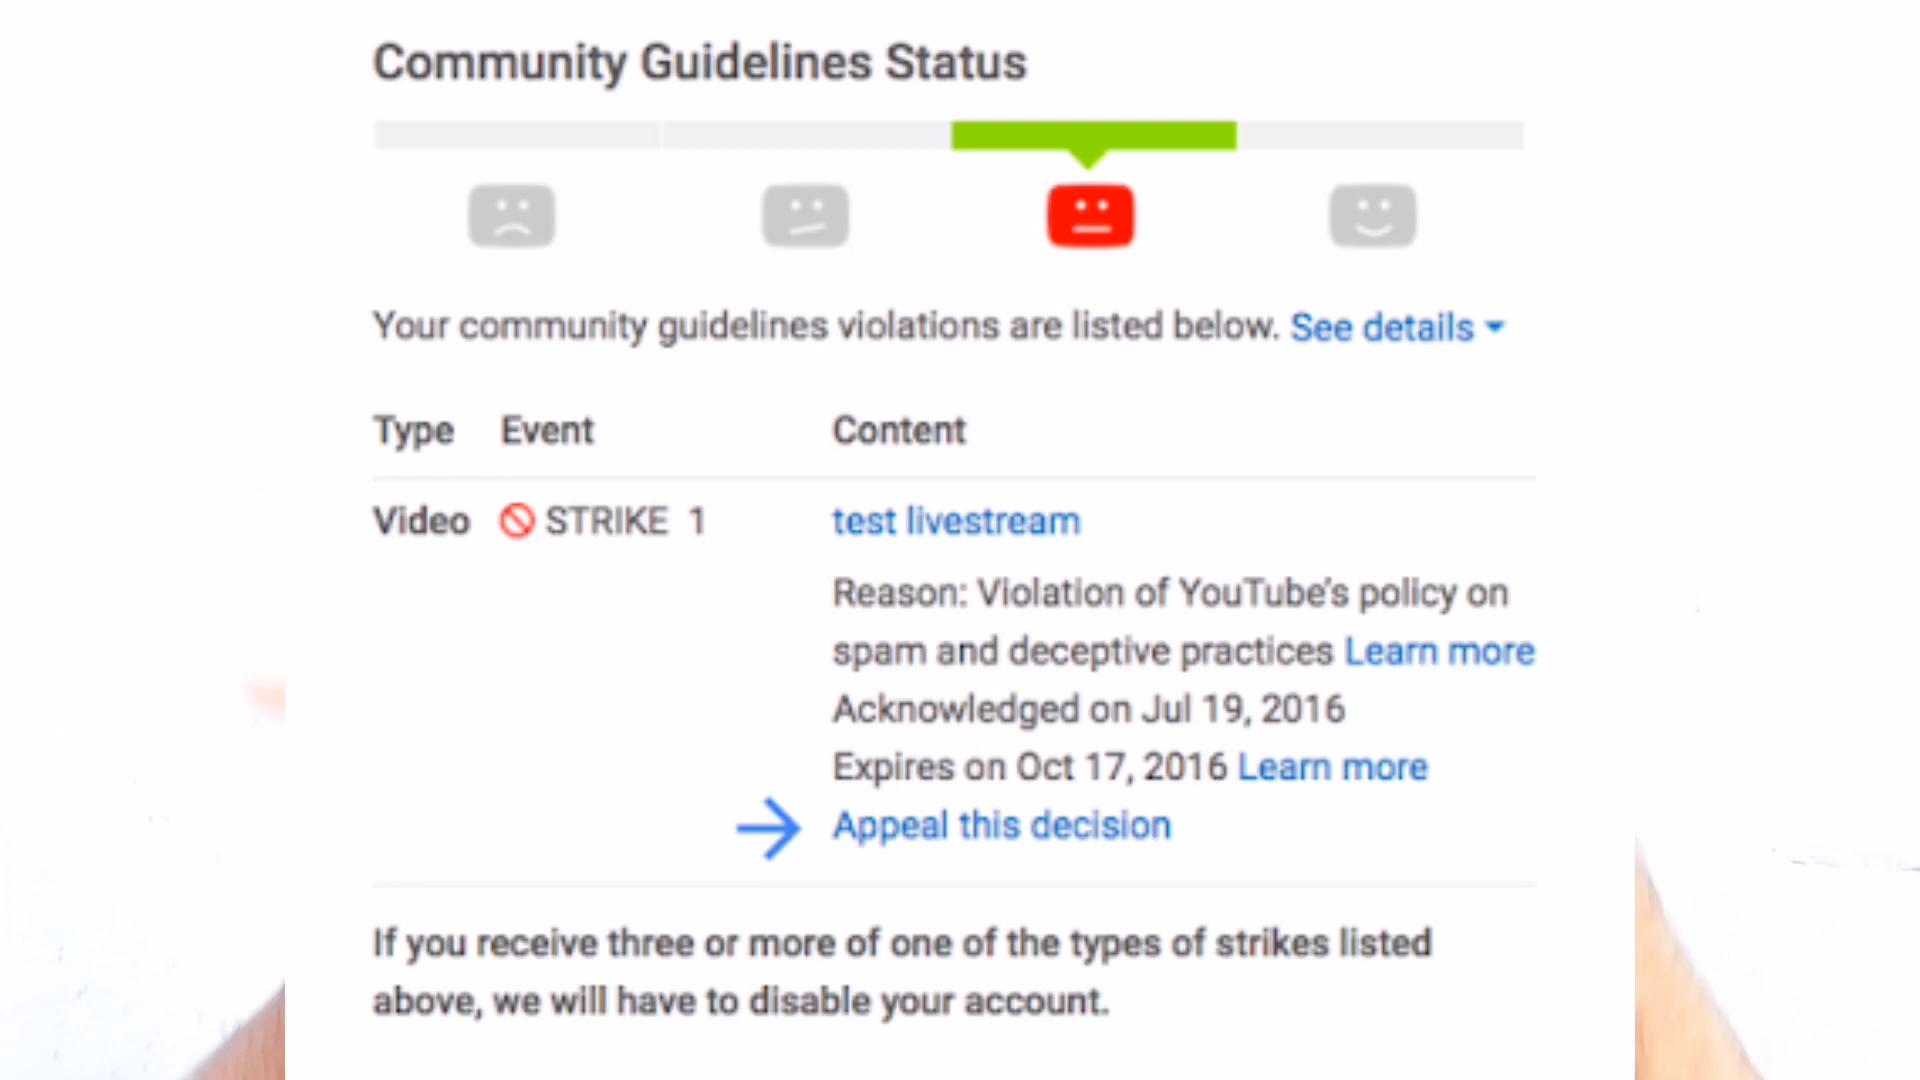 Community Guidelines Status
Your community guidelines violations are listed below. See details
Type Event Content
Video STRIKE 1 test livestream
Reason: Violation of YouTube’s policy on
spam and deceptive practices Learn more
Acknowledged on Jul 19, 2016
Expires on Oct 17, 2016 Learn more
Appeal this decision
If you receive three or more of one of the types of strikes listed
above, we will have to disable your account.